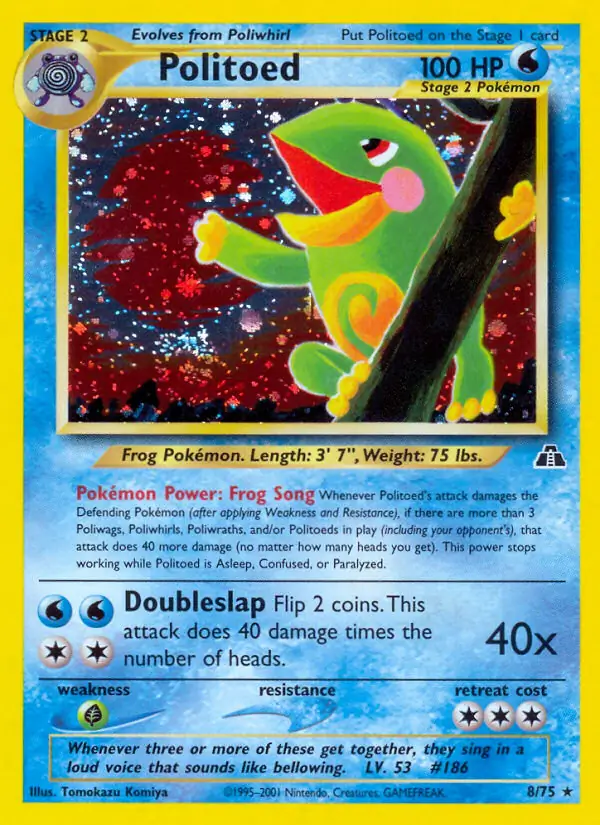 STAGE 2 Evolves from Poliwhirl Put Politoed on the Stage 1 card
Politoed 100 HP
Stage 2 Pokémon
Frog Pokémon. Length: 3' 7", Weight: 75 lbs.
Pokémon Power: Frog Song Whenever Politoed's attack damages the
Defending Pokémon (after applying Weakness and Resistance), if there are more than 3
Poliwags, Poliwhirls, Poliwraths, and/or Politoeds in play (including your opponent's), that
attack does 40 more damage (no matter how many heads you get). This power stops
working while Politoed is Asleep, Confused, or Paralyzed.
Doubleslap Flip 2 coins. This
attack does 40 damage times the
number of heads.
40x
weakness resistance retreat cost
Whenever three or more of these get together, they sing in a
loud voice that sounds like bellowing. LV. 53 #186
Illus. Tomokazu Komiya ©1995-2001 Nintendo, Creatures, GAMEFREAK. 8/75 ★